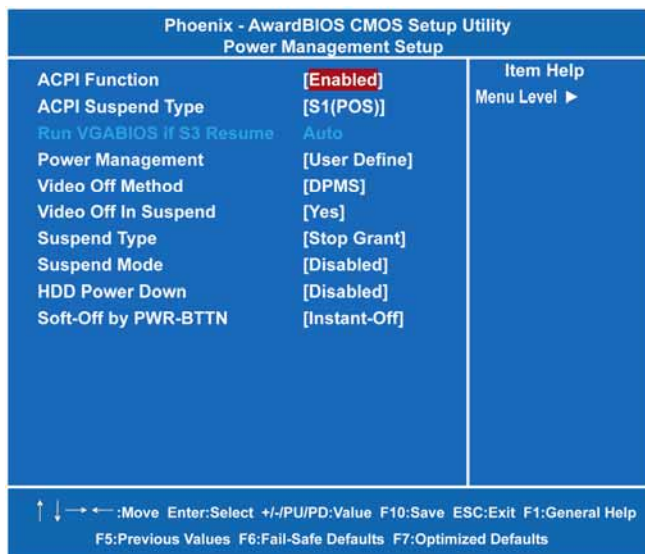 Phoenix - AwardBIOS CMOS Setup Utility
Power Management Setup
ACPI Function [Enabled]
ACPI Suspend Type [S1(POS)]
Run VGABIOS if S3 Resume Auto
Power Management [User Define]
Video Off Method [DPMS]
Video Off In Suspend [Yes]
Suspend Type [Stop Grant]
Suspend Mode [Disabled]
HDD Power Down [Disabled]
Soft-Off by PWR-BTTN [Instant-Off]
Item Help
Menu Level ►
↑ ↓ → ← :Move Enter:Select +/-/PU/PD:Value F10:Save ESC:Exit F1:General Help
F5:Previous Values F6:Fail-Safe Defaults F7:Optimized Defaults